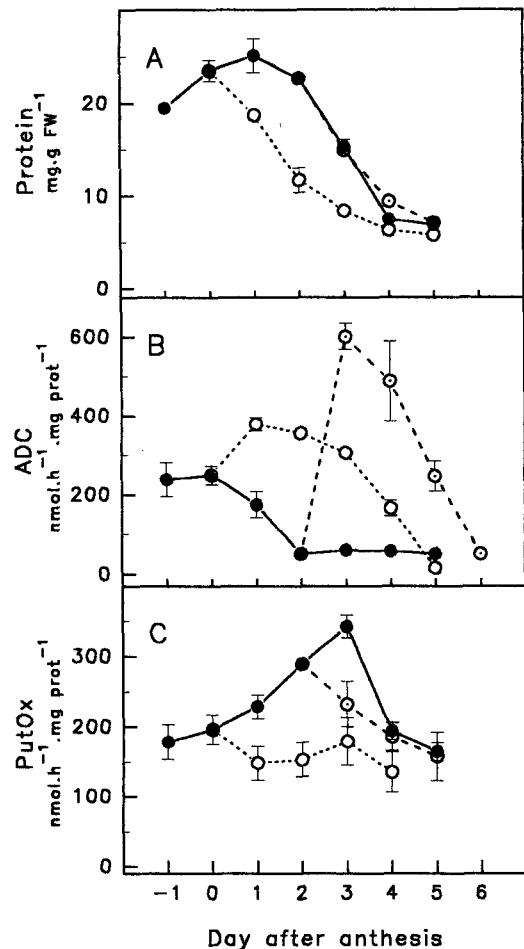 A
Protein
mg.g FW⁻¹
20
10
0
B
ADC
nmol.h⁻¹.mg prot⁻¹
600
400
200
0
C
PutOx
nmol.h⁻¹.mg prot⁻¹
300
200
100
0
-1 0 1 2 3 4 5 6
Day after anthesis